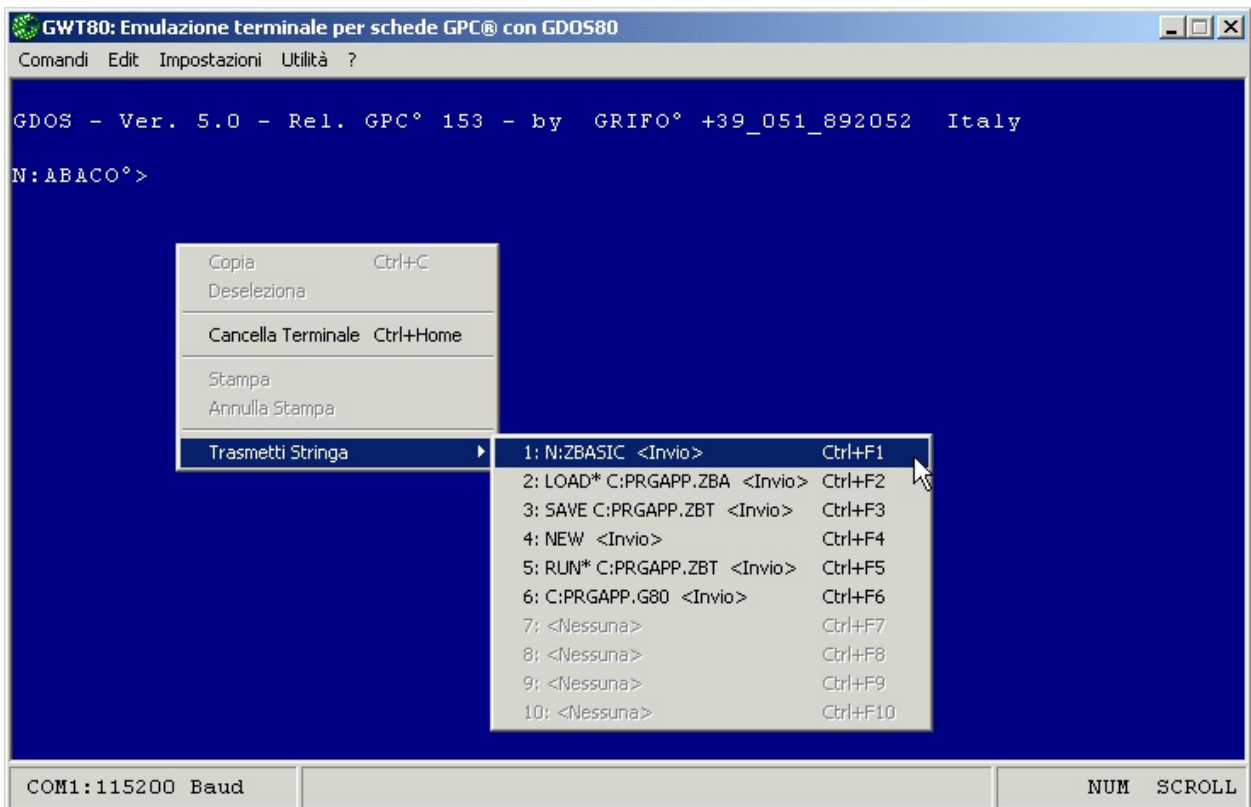 GWT80: Emulazione terminale per schede GPC® con GDOS80
Comandi Edit Impostazioni Utilità ?
GDOS - Ver. 5.0 - Rel. GPC° 153 - by GRIFO° +39_051_892052 Italy
N:ABACO°>
Copia Ctrl+C
Deseleziona
Cancella Terminale Ctrl+Home
Stampa
Annulla Stampa
Trasmetti Stringa
1: N:ZBASIC <Invio> Ctrl+F1
2: LOAD* C:PRGAPP.ZBA <Invio> Ctrl+F2
3: SAVE C:PRGAPP.ZBT <Invio> Ctrl+F3
4: NEW <Invio> Ctrl+F4
5: RUN* C:PRGAPP.ZBT <Invio> Ctrl+F5
6: C:PRGAPP.G80 <Invio> Ctrl+F6
7: <Nessuna> Ctrl+F7
8: <Nessuna> Ctrl+F8
9: <Nessuna> Ctrl+F9
10: <Nessuna> Ctrl+F10
COM1:115200 Baud NUM SCROLL